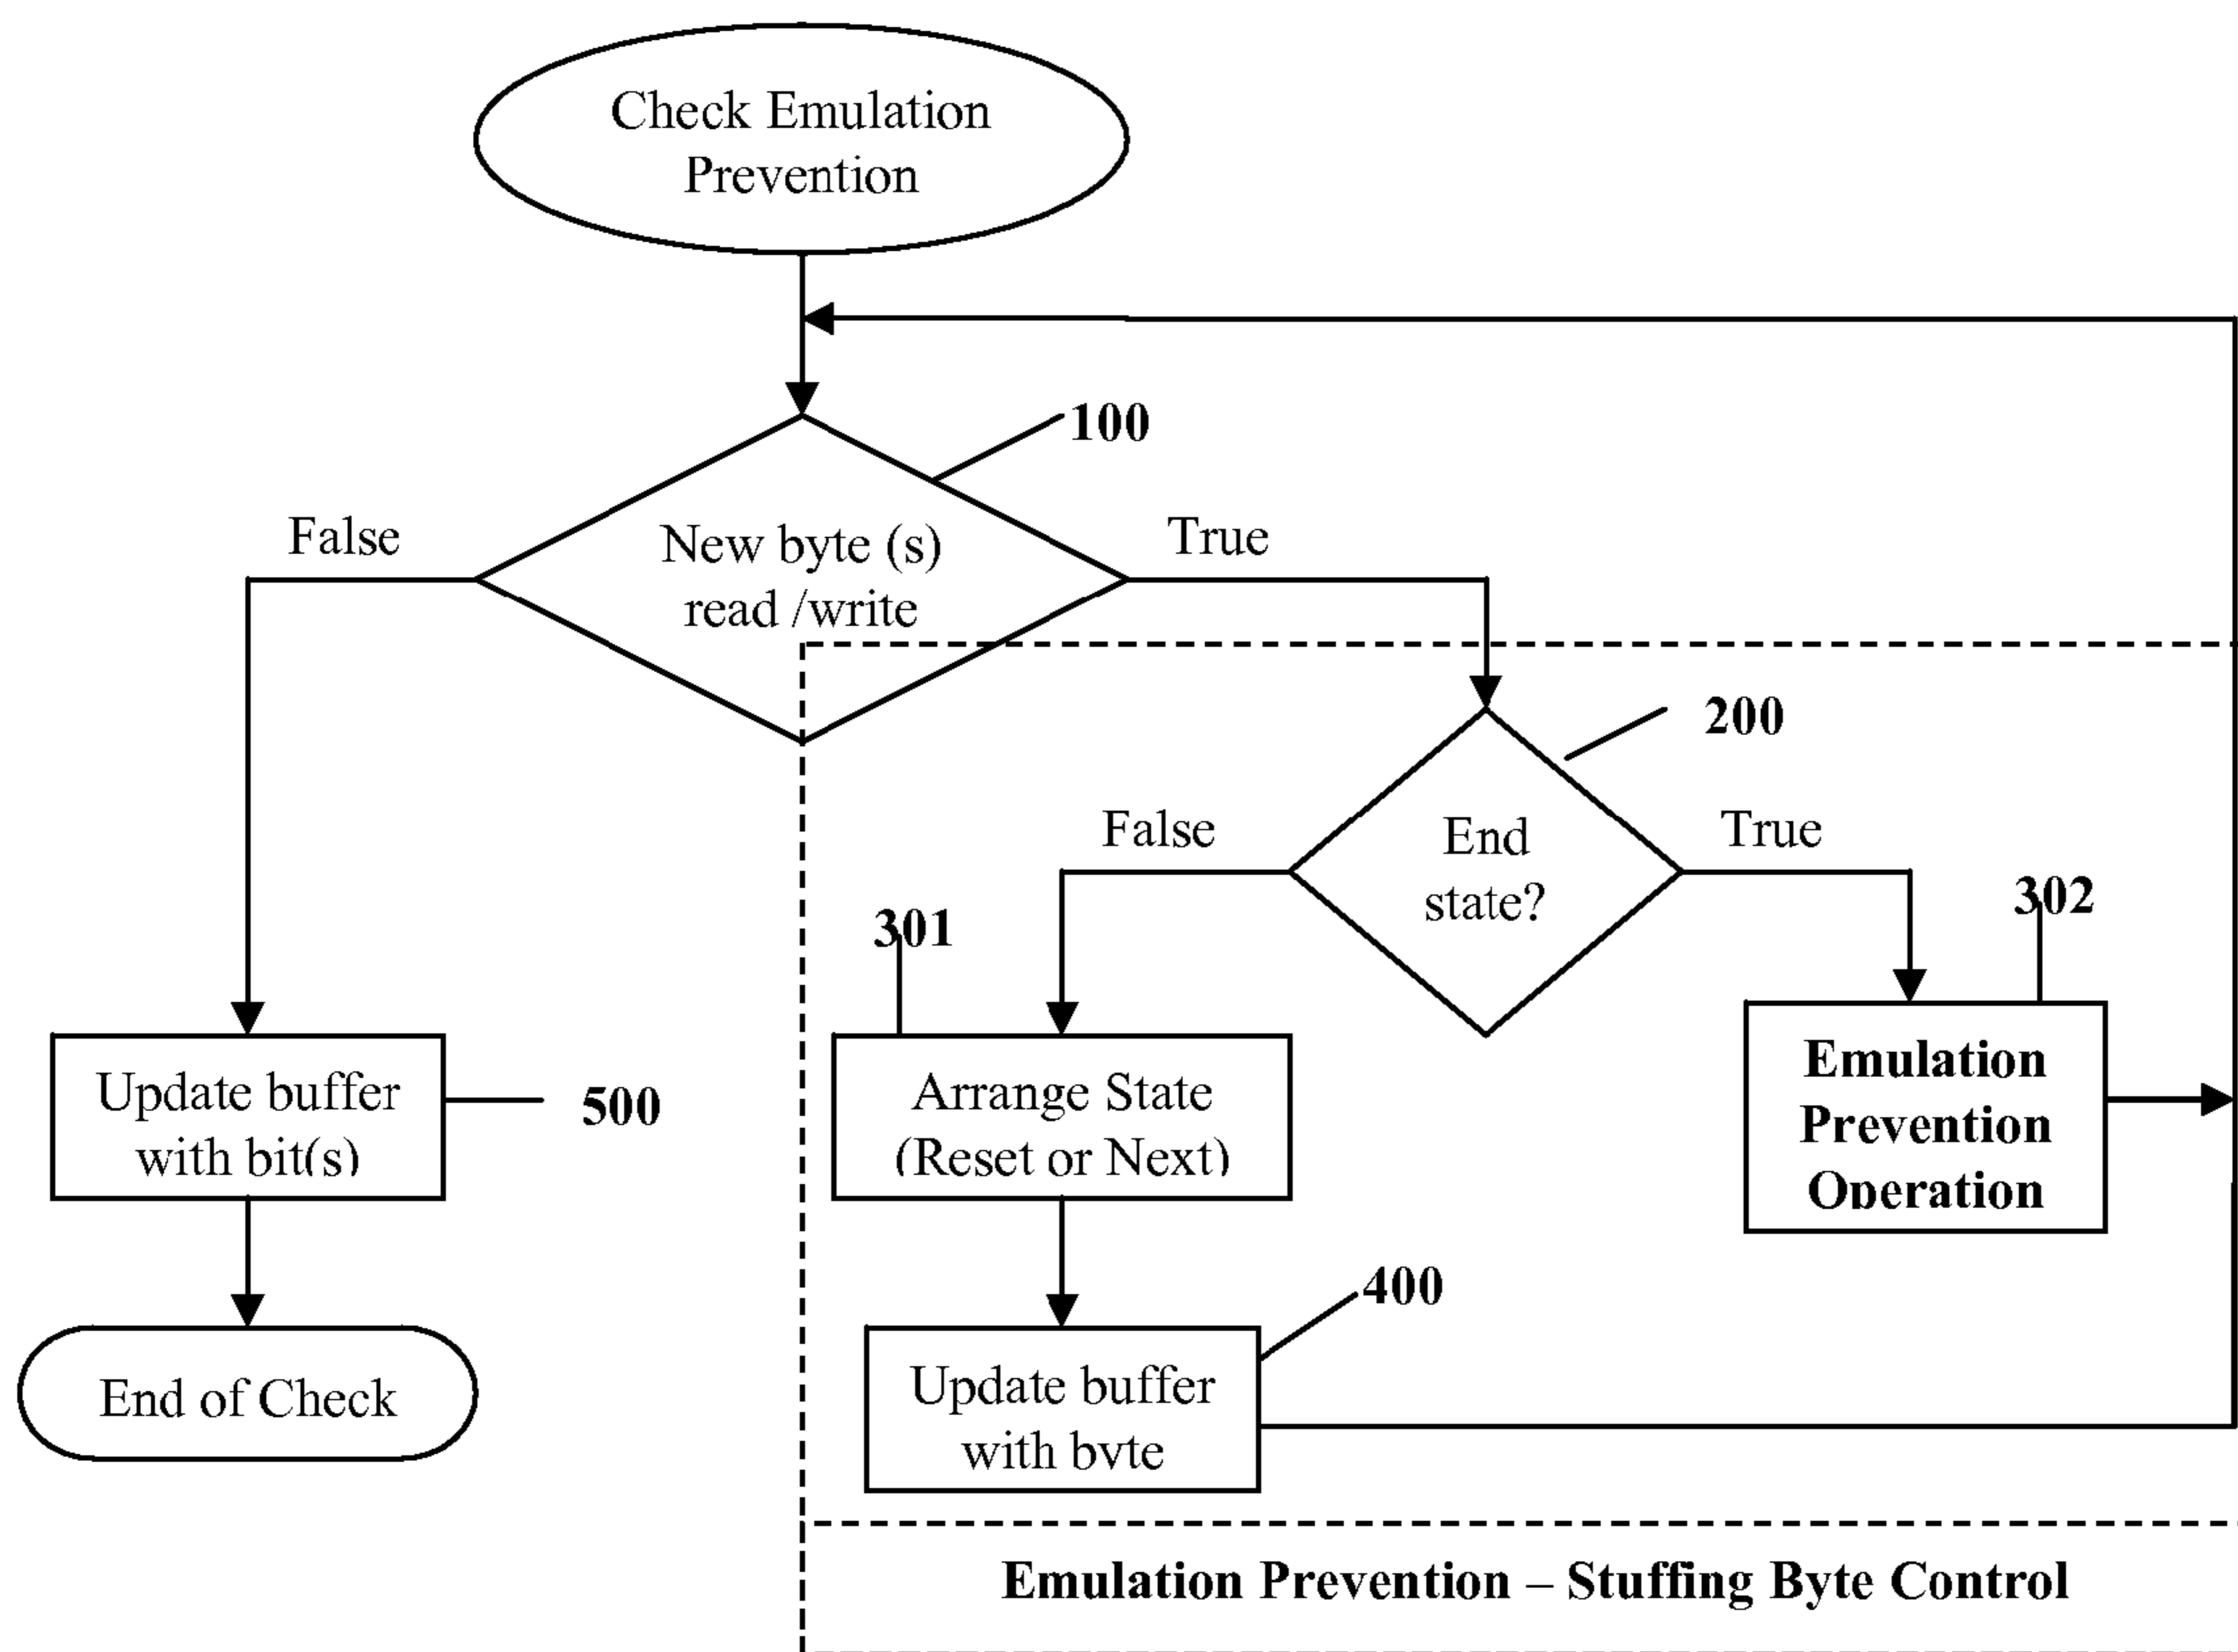 Check Emulation
Prevention
100
False
New byte (s)
read /write
True
200
False
End
state?
True
301
302
Update buffer
with bit(s)
500
Arrange State
(Reset or Next)
Emulation
Prevention
Operation
400
End of Check
Update buffer
with byte
Emulation Prevention – Stuffing Byte Control